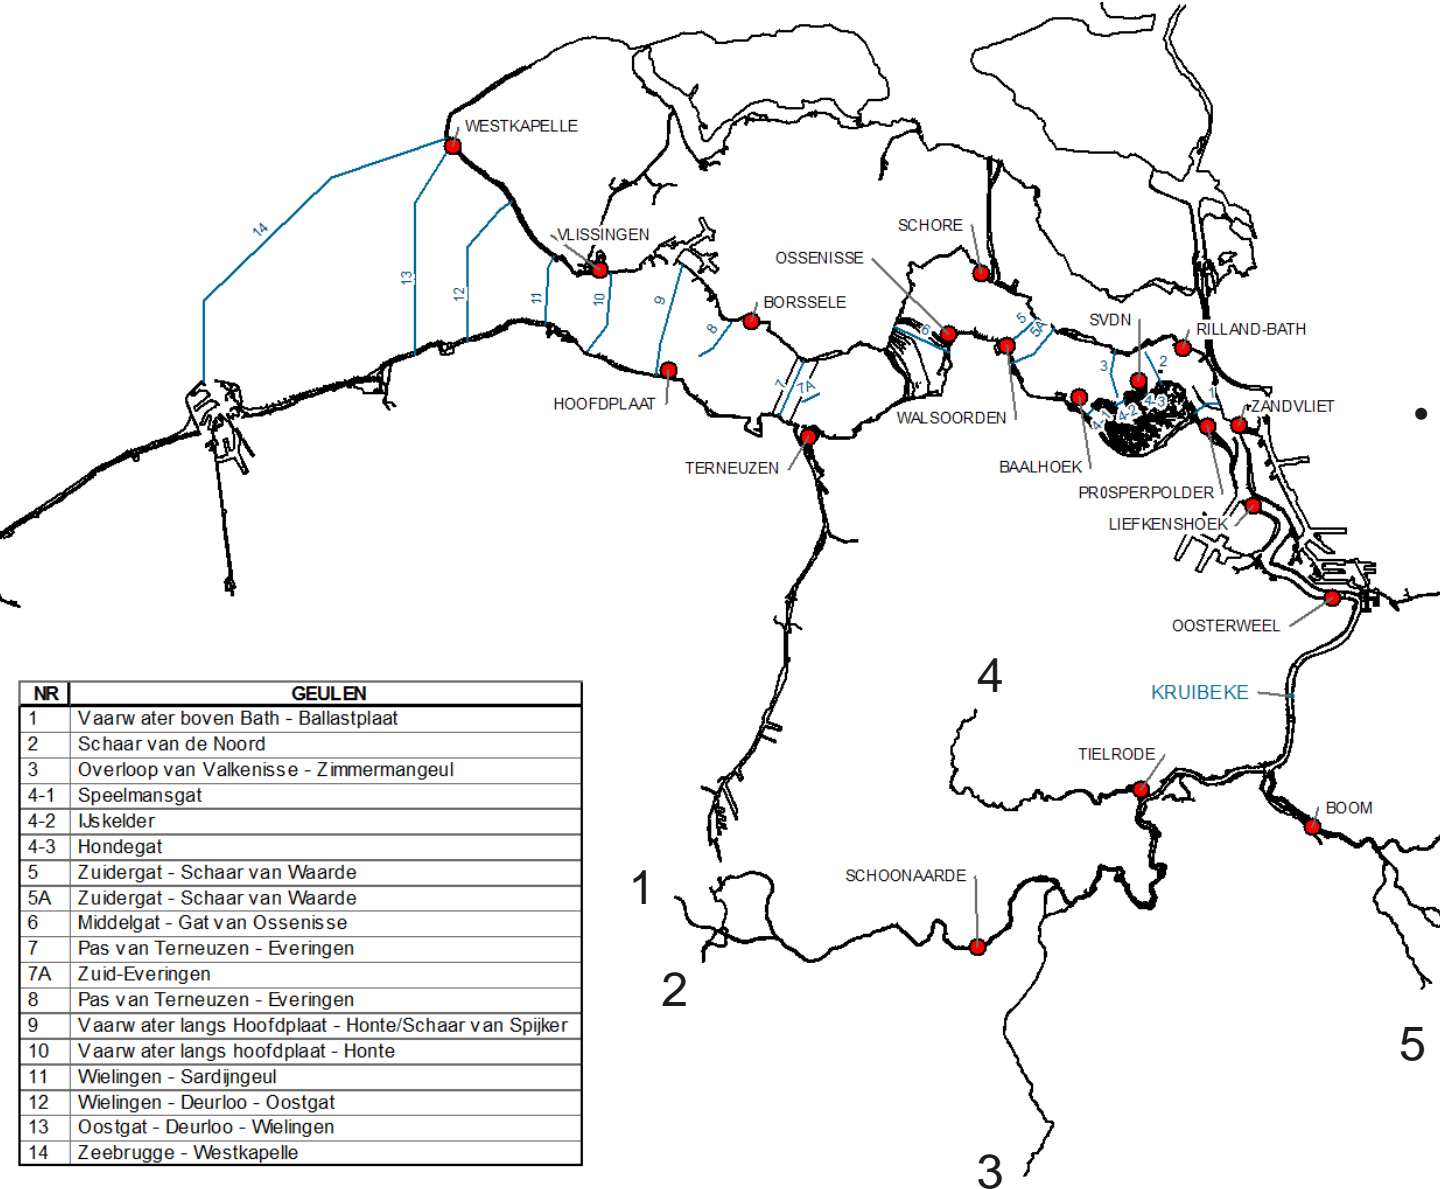 WESTKAPELLE
14
VLISSINGEN
SCHORE
OSSENISSE
13
12
11
10
9
BORSSELE
8
5
5A
SVDN
6
RILLAND-BATH
3
2
7
7A
HOOFDPLAAT
WALSOORDEN
4-1
4-2
4-3
1
ZANDVLIET
TERNEUZEN
BAALHOEK
PROSPERPOLDER
LIEFKENSHOEK
OOSTERWEEL
4
KRUIBEKE
TIELRODE
BOOM
SCHOONAARDE
1
2
5
3
NR GEULEN
1 Vaarw ater boven Bath - Ballastplaat
2 Schaar van de Noord
3 Overloop van Valkenisse - Zimmermangeul
4-1 Speelmansgat
4-2 IJskelder
4-3 Hondegat
5 Zuidergat - Schaar van Waarde
5A Zuidergat - Schaar van Waarde
6 Middelgat - Gat van Ossenisse
7 Pas van Terneuzen - Everingen
7A Zuid-Everingen
8 Pas van Terneuzen - Everingen
9 Vaarw ater langs Hoofdplaat - Honte/Schaar van Spijker
10 Vaarw ater langs hoofdplaat - Honte
11 Wielingen - Sardijngeul
12 Wielingen - Deurloo - Oostgat
13 Oostgat - Deurloo - Wielingen
14 Zeebrugge - Westkapelle